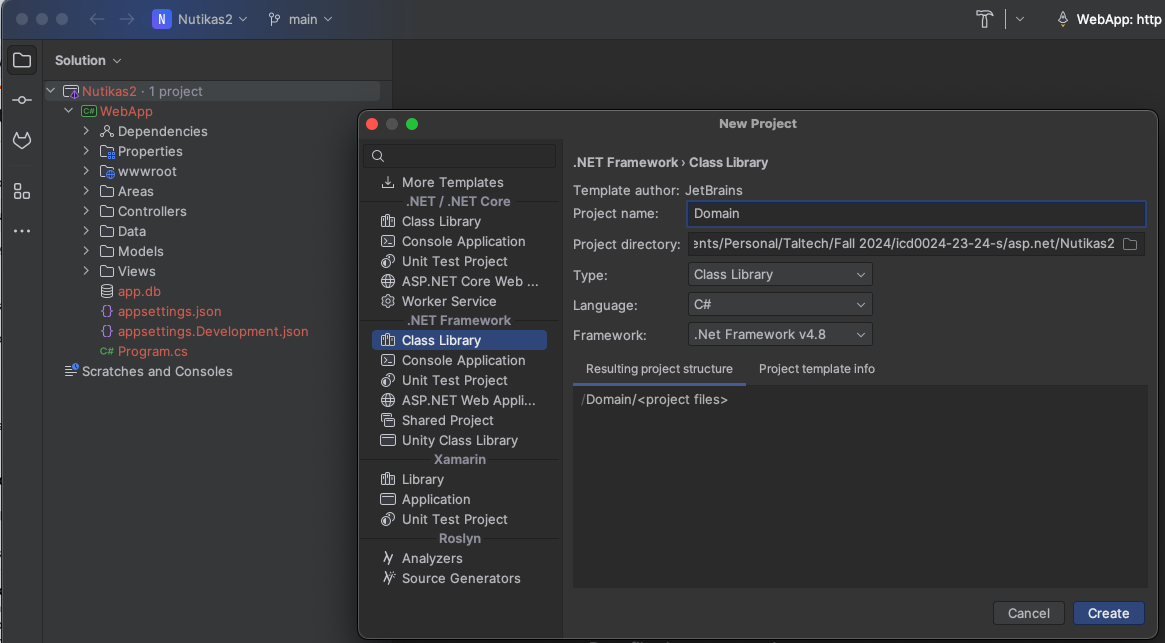 N Nutikas2 main WebApp: http
Solution
Nutikas2 · 1 project
C# WebApp
Dependencies
Properties
wwwroot
Areas
Controllers
Data
Models
Views
app.db
{} appsettings.json
{} appsettings.Development.json
C# Program.cs
Scratches and Consoles
New Project
More Templates
.NET / .NET Core
Class Library
Console Application
Unit Test Project
ASP.NET Core Web ...
Worker Service
.NET Framework
Class Library
Console Application
Unit Test Project
ASP.NET Web Appli...
Shared Project
Unity Class Library
Xamarin
Library
Application
Unit Test Project
Roslyn
Analyzers
Source Generators
.NET Framework › Class Library
Template author: JetBrains
Project name: Domain
Project directory: ents/Personal/Taltech/Fall 2024/icd0024-23-24-s/asp.net/Nutikas2
Type: Class Library
Language: C#
Framework: .Net Framework v4.8
Resulting project structure Project template info
/Domain/<project files>
Cancel Create